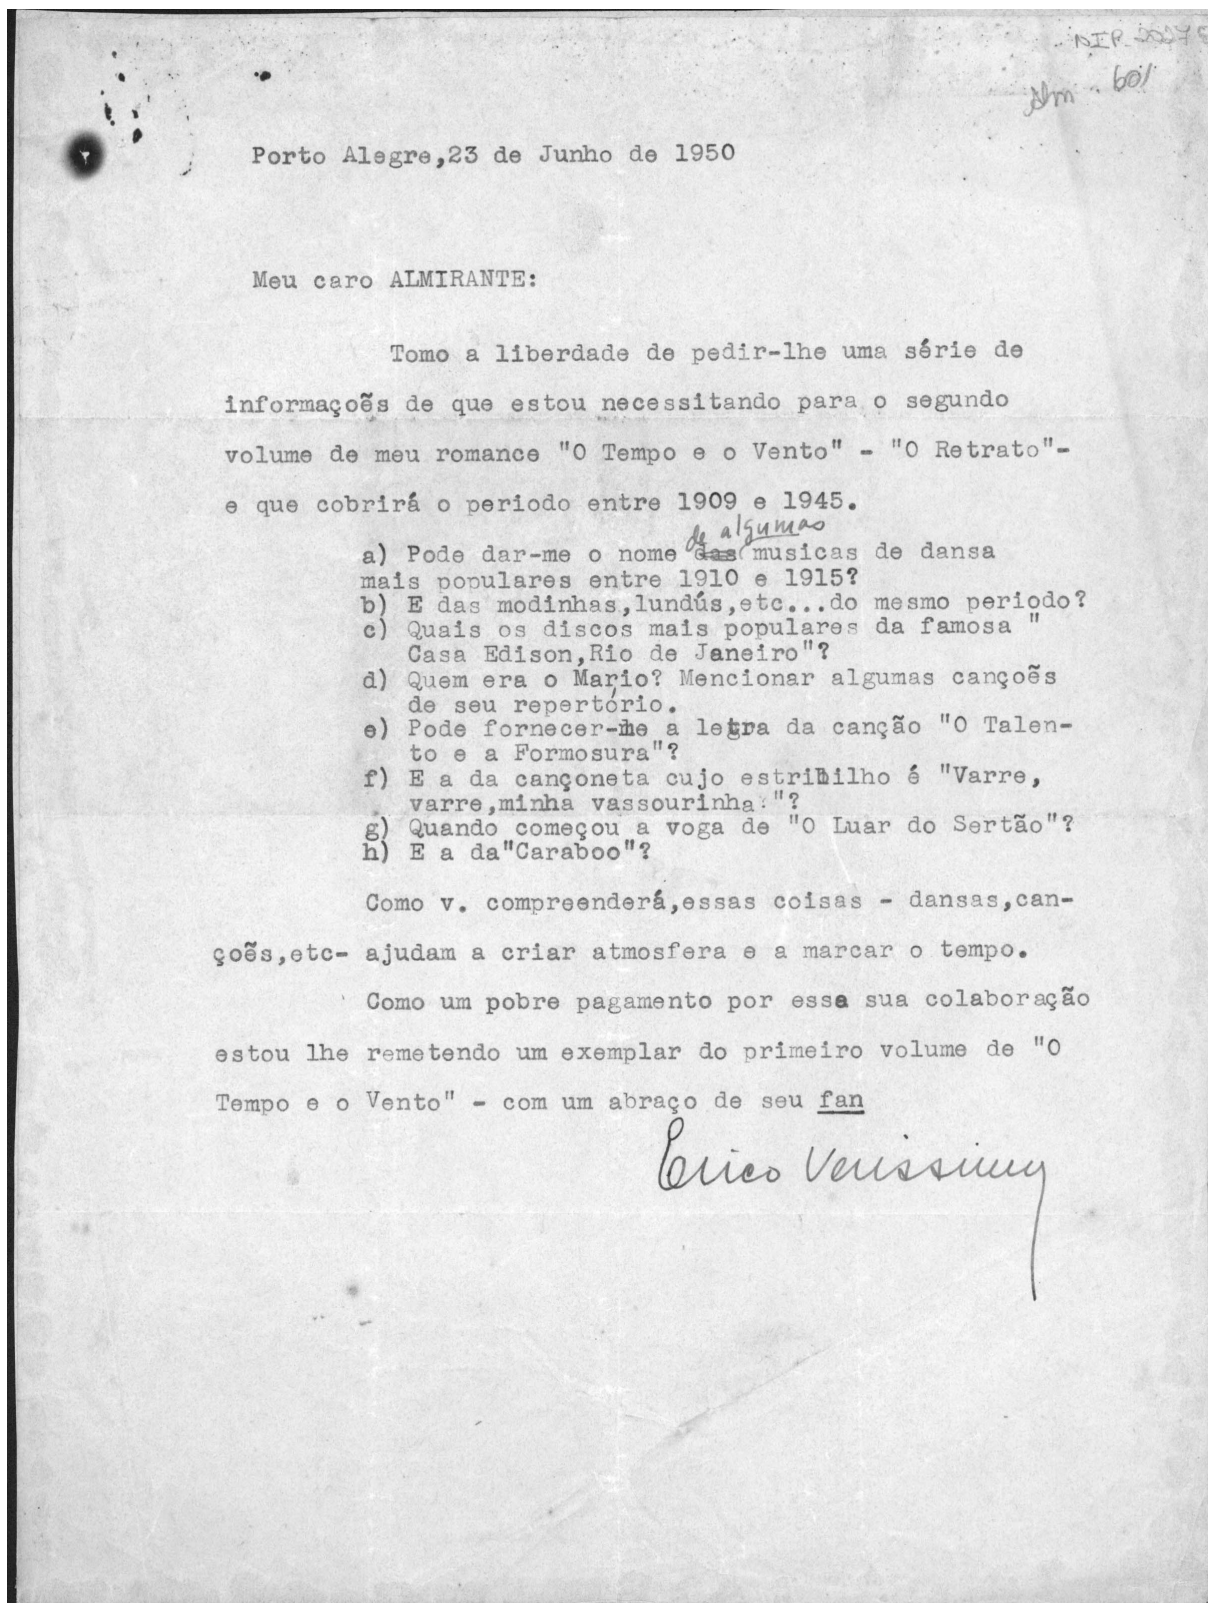 Alm 601
Porto Alegre,23 de Junho de 1950
Meu caro ALMIRANTE:
Tomo a liberdade de pedir-lhe uma série de
informaçoẽs de que estou necessitando para o segundo
volume de meu romance "O Tempo e o Vento" - "O Retrato"-
e que cobrirá o periodo entre 1909 e 1945.
de algumas
a) Pode dar-me o nome das musicas de dansa
mais populares entre 1910 e 1915?
b) E das modinhas,lundús,etc...do mesmo periodo?
c) Quais os discos mais populares da famosa "
Casa Edison,Rio de Janeiro"?
d) Quem era o Mario? Mencionar algumas cançoẽs
de seu repertório.
e) Pode fornecer-me a letra da canção "O Talen-
to e a Formosura"?
f) E a da cançoneta cujo estribilho é "Varre,
varre,minha vassourinha"?
g) Quando começou a voga de "O Luar do Sertão"?
h) E a da"Caraboo"?
Como v. compreenderá,essas coisas - dansas,can-
çoẽs,etc- ajudam a criar atmosfera e a marcar o tempo.
Como um pobre pagamento por essa sua colaboração
estou lhe remetendo um exemplar do primeiro volume de "O
Tempo e o Vento" - com um abraço de seu fan
Erico Verissimo